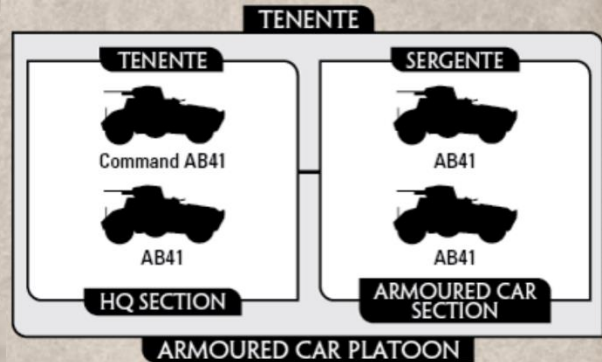 TENENTE
TENENTE
Command AB41
AB41
HQ SECTION
SERGENTE
AB41
AB41
ARMOURED CAR
SECTION
ARMOURED CAR PLATOON